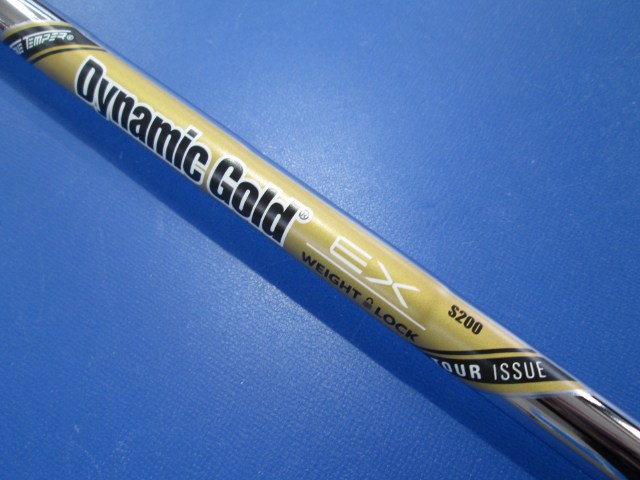 TEMPER®
Dynamic Gold®
EX
WEIGHT LOCK
S200
TOUR ISSUE